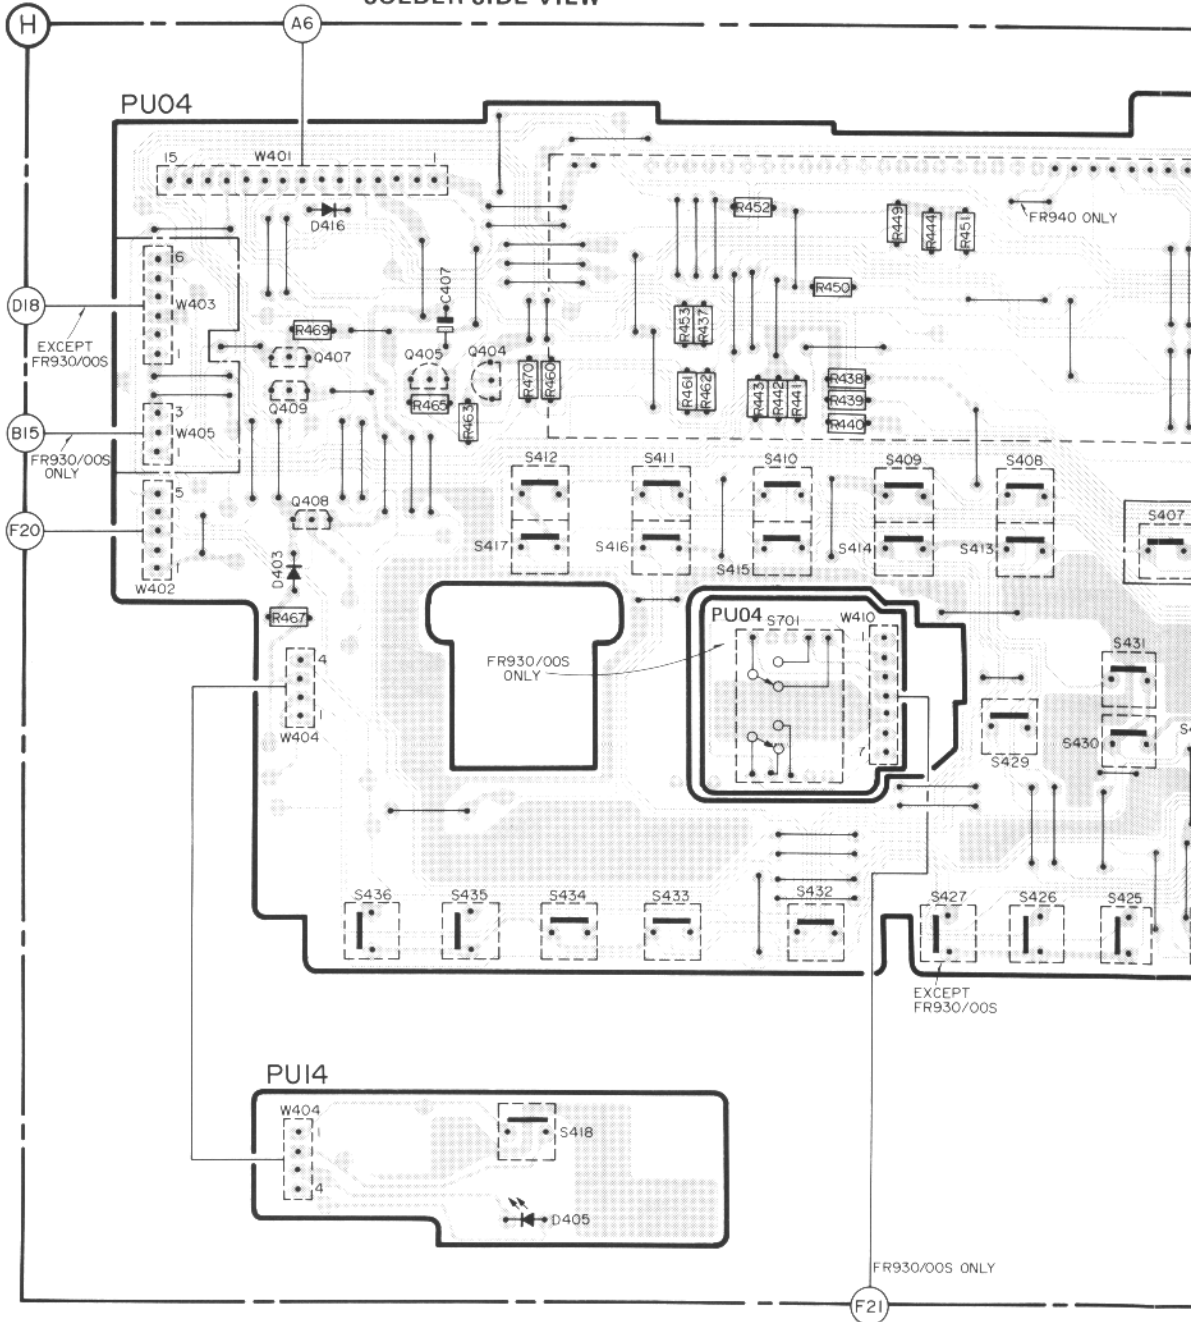 SOLDER SIDE VIEW
H
A6
PU04
15
W401
1
D416
R452
R449
R444
R451
FR940 ONLY
6
W403
1
D18
EXCEPT
FR930/00S
C407
R450
R469
R453
R437
Q407
Q405
Q404
R470
R460
R461
R462
R443
R442
R441
R438
R439
R440
Q409
R465
R463
3
W405
1
B15
FR930/00S
ONLY
S412
S411
S410
S409
S408
5
F20
Q408
S407
S417
S416
S415
S414
S413
1
W402
D403
R467
PU04
S701
W410
1
7
FR930/00S
ONLY
4
1
W404
S431
S430
S429
S436
S435
S434
S433
S432
S427
S426
S425
EXCEPT
FR930/00S
PU14
W404
1
4
S418
D405
FR930/00S ONLY
F21